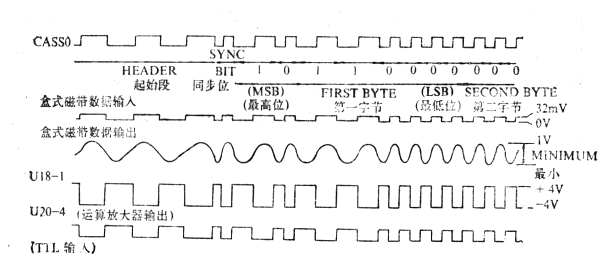 CASS0
SYNC
HEADER BIT 1 0 1 1 0 0 0 0 0 0 0
起始段 同步位 (MSB) FIRST BYTE (LSB) SECOND BYTE
(最高位) 第一字节 (最低位) 第二字节
盒式磁带数据输入 32mV
0V
盒式磁带数据输出 1V
MINIMUM
最小
U18-1 +4V
-4V
U20-4 (运算放大器输出)
(TTL 输入)